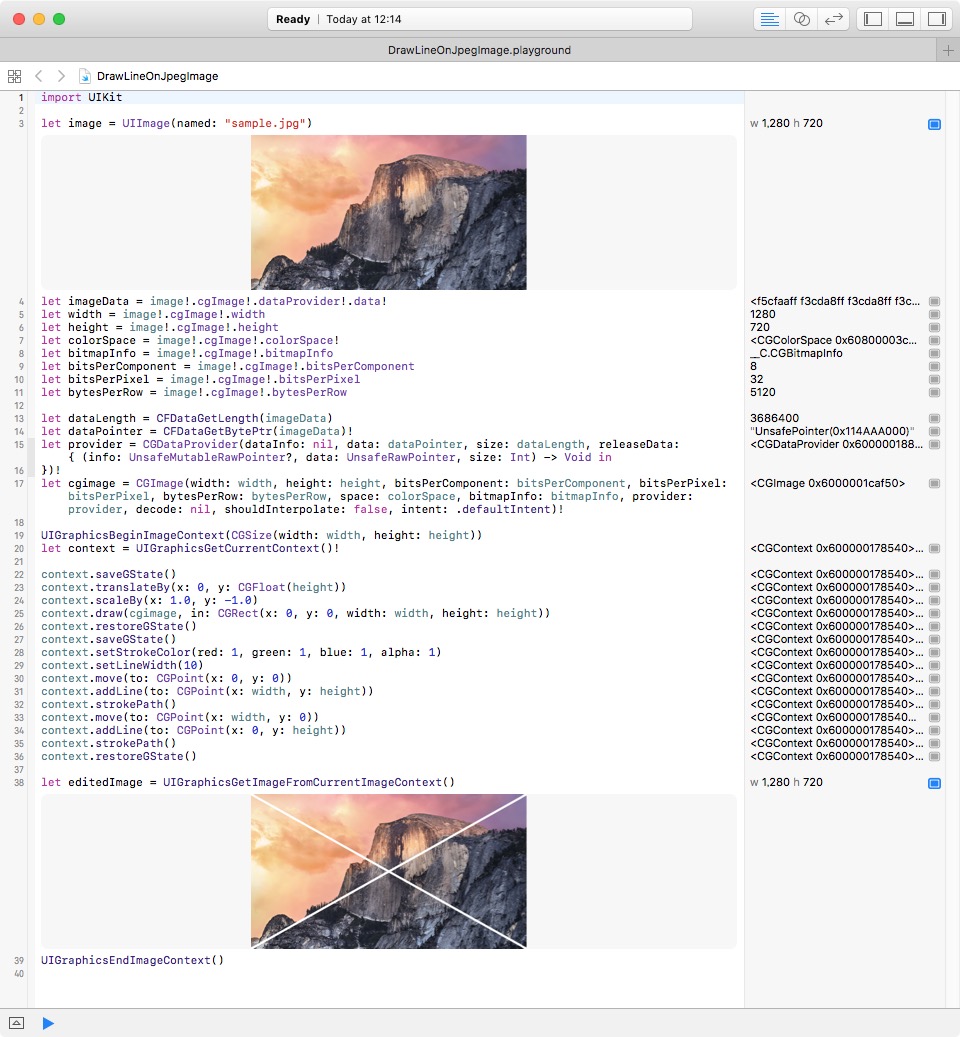 Ready | Today at 12:14
DrawLineOnJpegImage.playground
DrawLineOnJpegImage
1 import UIKit
2
3 let image = UIImage(named: "sample.jpg") w 1,280 h 720
4 let imageData = image!.cgImage!.dataProvider!.data! <f5cfaaff f3cda8ff f3cda8ff f3c...
5 let width = image!.cgImage!.width 1280
6 let height = image!.cgImage!.height 720
7 let colorSpace = image!.cgImage!.colorSpace! <CGColorSpace 0x60800003c...
8 let bitmapInfo = image!.cgImage!.bitmapInfo __C.CGBitmapInfo
9 let bitsPerComponent = image!.cgImage!.bitsPerComponent 8
10 let bitsPerPixel = image!.cgImage!.bitsPerPixel 32
11 let bytesPerRow = image!.cgImage!.bytesPerRow 5120
12
13 let dataLength = CFDataGetLength(imageData) 3686400
14 let dataPointer = CFDataGetBytePtr(imageData)! "UnsafePointer(0x114AAA000)"
15 let provider = CGDataProvider(dataInfo: nil, data: dataPointer, size: dataLength, releaseData: <CGDataProvider 0x600000188...
{ (info: UnsafeMutableRawPointer?, data: UnsafeRawPointer, size: Int) -> Void in
16 })!
17 let cgimage = CGImage(width: width, height: height, bitsPerComponent: bitsPerComponent, bitsPerPixel: <CGImage 0x6000001caf50>
bitsPerPixel, bytesPerRow: bytesPerRow, space: colorSpace, bitmapInfo: bitmapInfo, provider:
provider, decode: nil, shouldInterpolate: false, intent: .defaultIntent)!
18
19 UIGraphicsBeginImageContext(CGSize(width: width, height: height))
20 let context = UIGraphicsGetCurrentContext()! <CGContext 0x600000178540>...
21
22 context.saveGState() <CGContext 0x600000178540>...
23 context.translateBy(x: 0, y: CGFloat(height)) <CGContext 0x600000178540>...
24 context.scaleBy(x: 1.0, y: -1.0) <CGContext 0x600000178540>...
25 context.draw(cgimage, in: CGRect(x: 0, y: 0, width: width, height: height)) <CGContext 0x600000178540>...
26 context.restoreGState() <CGContext 0x600000178540>...
27 context.saveGState() <CGContext 0x600000178540>...
28 context.setStrokeColor(red: 1, green: 1, blue: 1, alpha: 1) <CGContext 0x600000178540>...
29 context.setLineWidth(10) <CGContext 0x600000178540>...
30 context.move(to: CGPoint(x: 0, y: 0)) <CGContext 0x600000178540>...
31 context.addLine(to: CGPoint(x: width, y: height)) <CGContext 0x600000178540>...
32 context.strokePath() <CGContext 0x600000178540>...
33 context.move(to: CGPoint(x: width, y: 0)) <CGContext 0x600000178540...
34 context.addLine(to: CGPoint(x: 0, y: height)) <CGContext 0x600000178540>...
35 context.strokePath() <CGContext 0x600000178540>...
36 context.restoreGState() <CGContext 0x600000178540>...
37
38 let editedImage = UIGraphicsGetImageFromCurrentImageContext() w 1,280 h 720
39 UIGraphicsEndImageContext()
40